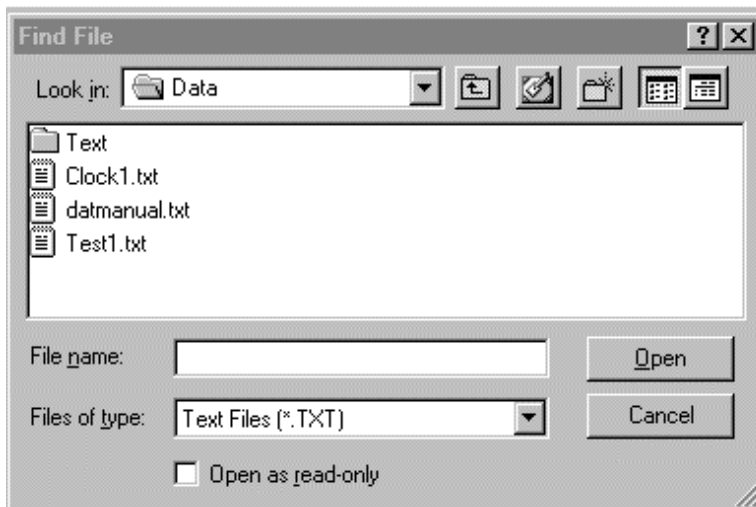 Find File
Look in: Data
Text
Clock1.txt
datmanual.txt
Test1.txt
File name: Open
Files of type: Text Files (*.TXT) Cancel
Open as read-only